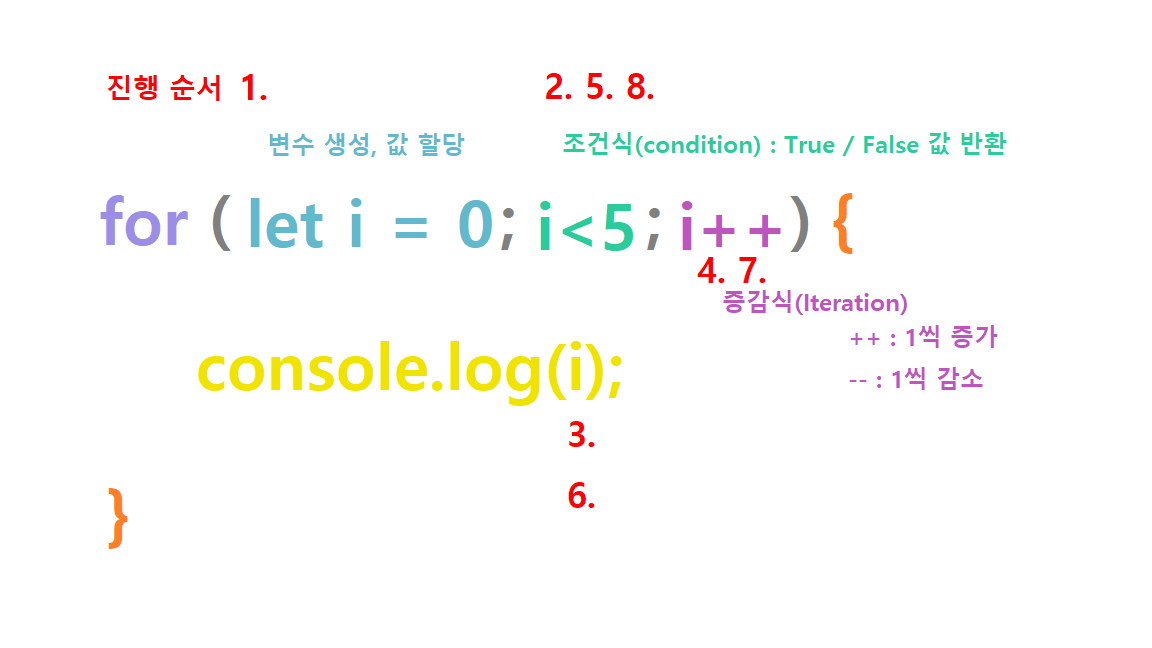 진행 순서 1. 2. 5. 8.
변수 생성, 값 할당 조건식(condition) : True / False 값 반환
for ( let i = 0; i<5; i++) {
4. 7.
증감식(Iteration)
++ : 1씩 증가
console.log(i);
-- : 1씩 감소
3.
6.
}